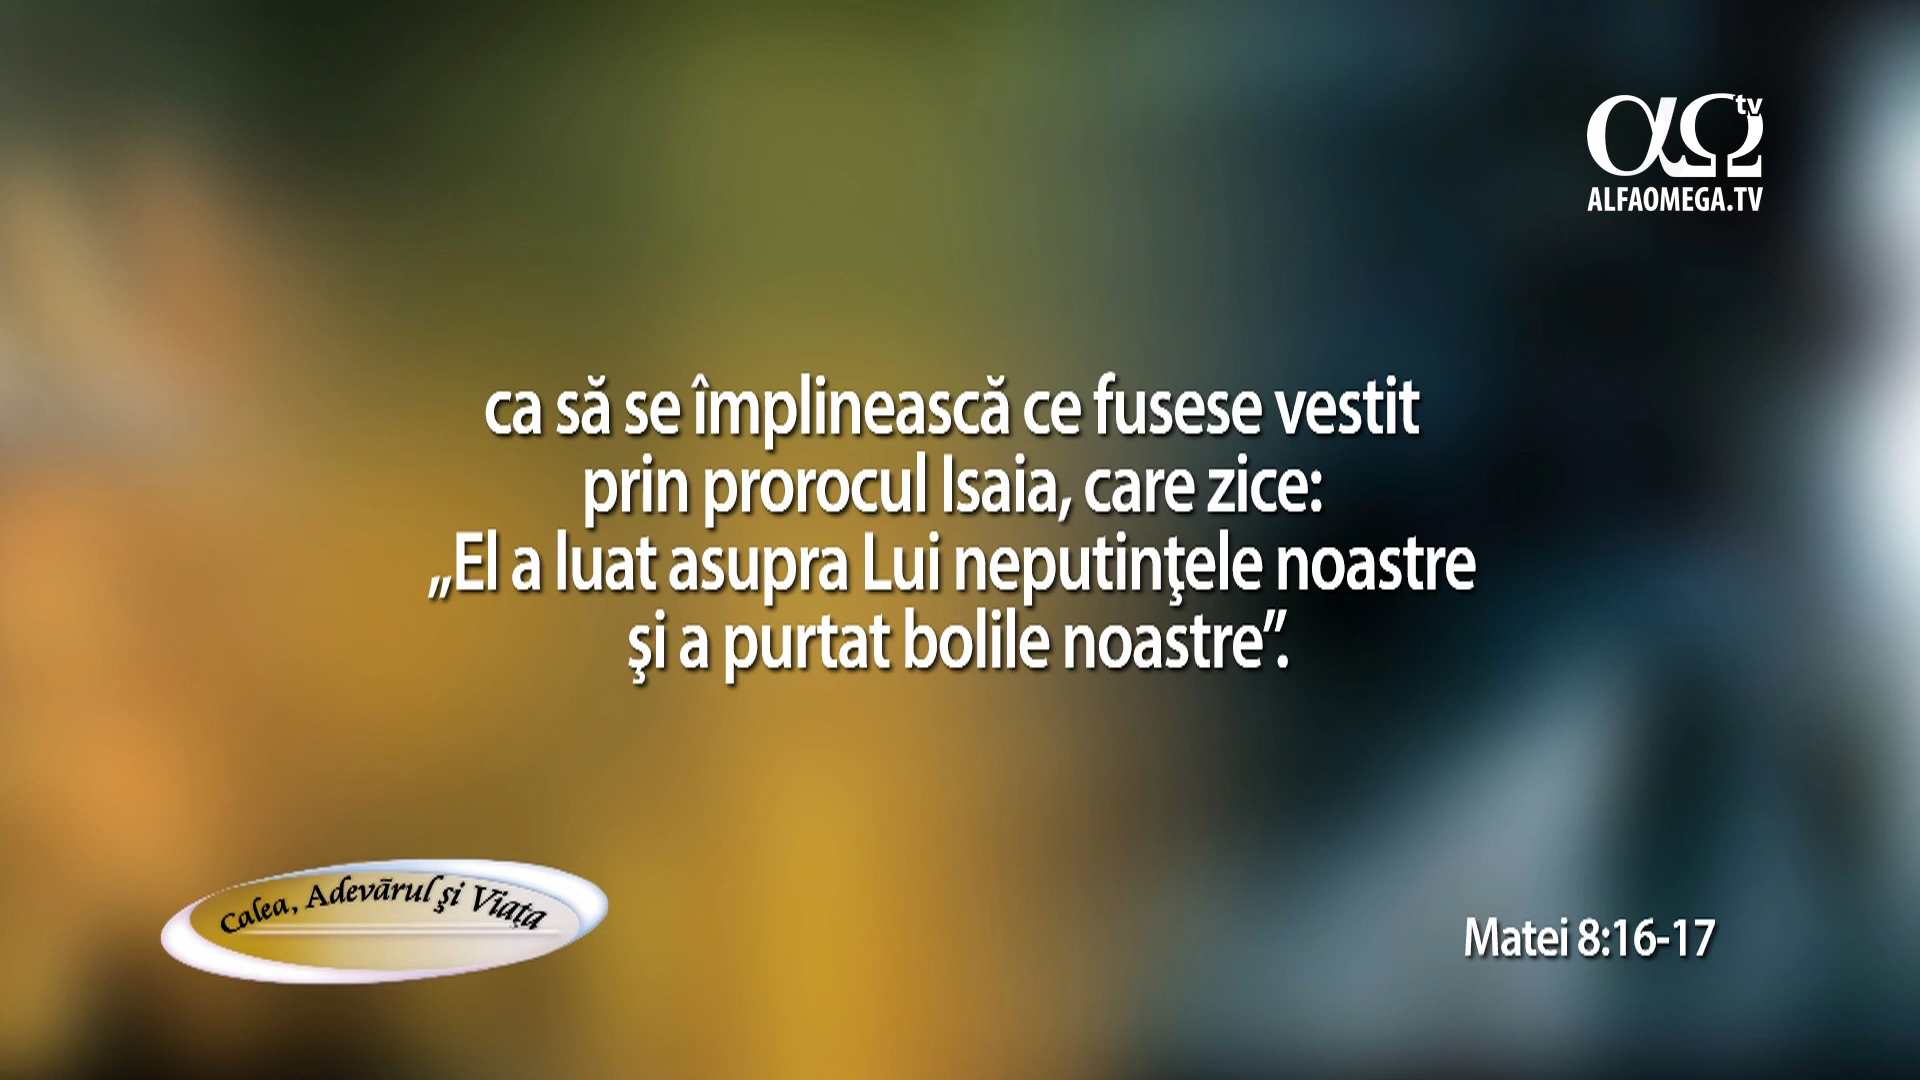 αΩ tv
ALFAOMEGA.TV
ca să se împlinească ce fusese vestit
prin prorocul Isaia, care zice:
„El a luat asupra Lui neputinţele noastre
şi a purtat bolile noastre”.
Calea, Adevărul şi Viaţa
Matei 8:16-17